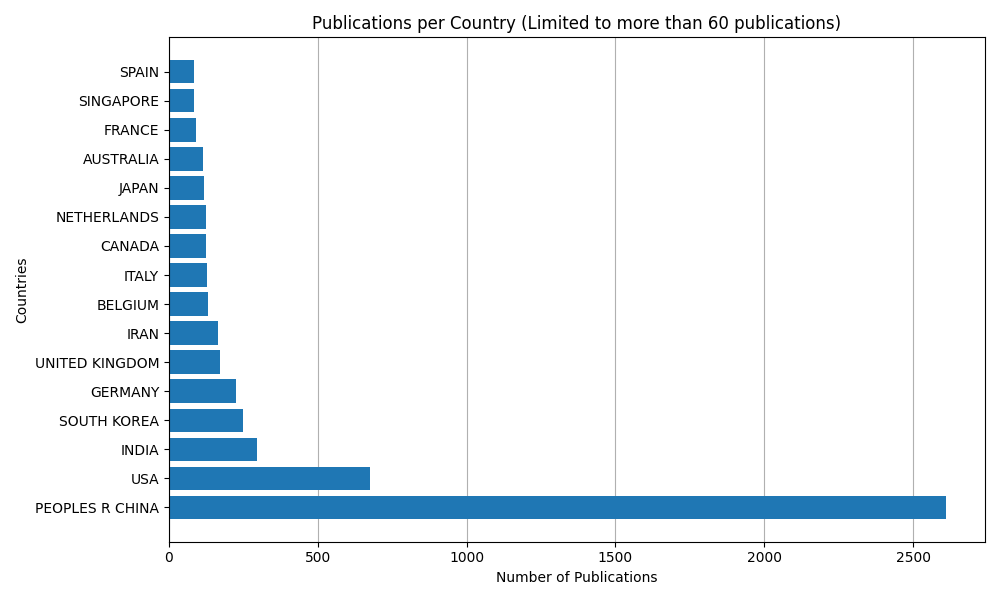 Publications per Country (Limited to more than 60 publications)
Countries
SPAIN
SINGAPORE
FRANCE
AUSTRALIA
JAPAN
NETHERLANDS
CANADA
ITALY
BELGIUM
IRAN
UNITED KINGDOM
GERMANY
SOUTH KOREA
INDIA
USA
PEOPLES R CHINA
0 500 1000 1500 2000 2500
Number of Publications